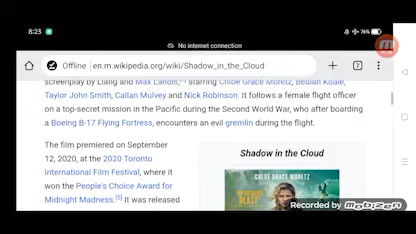 8:23
76%
No internet connection
Offline en.m.wikipedia.org/wiki/Shadow_in_the_Cloud
7
screenplay by Liang and Max Landis, starring Chloë Grace Moretz, Beulah Koale,
Taylor John Smith, Callan Mulvey and Nick Robinson. It follows a female flight officer
on a top-secret mission in the Pacific during the Second World War, who after boarding
a Boeing B-17 Flying Fortress, encounters an evil gremlin during the flight.
The film premiered on September
12, 2020, at the 2020 Toronto
International Film Festival, where it
won the People's Choice Award for
Midnight Madness.[5] It was released
Shadow in the Cloud
CHLOË GRACE MORETZ
Recorded by Mobizen